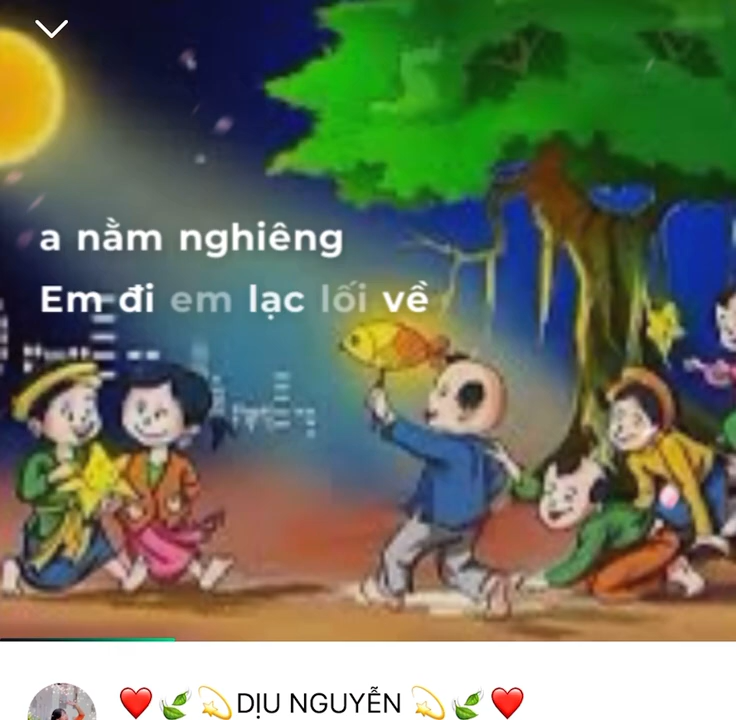 a nằm nghiêng
Em đi em lạc lối về
❤️🍃💫DỊU NGUYỄN 💫🍃❤️